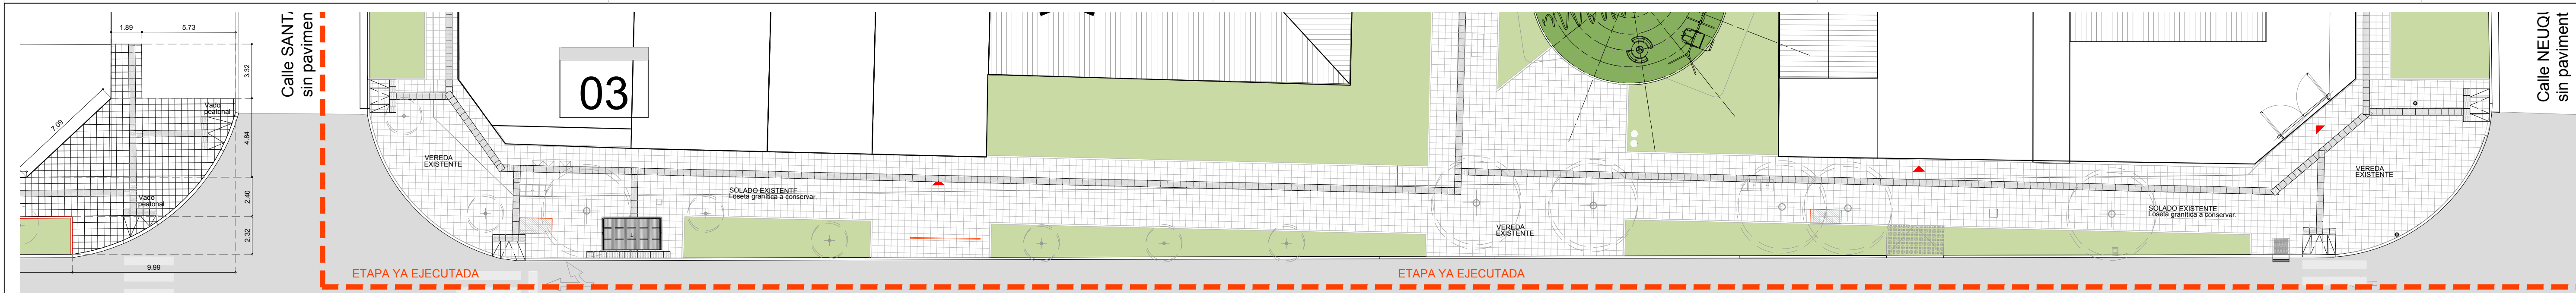 1.89
5.73
3.32
Vado
peatonal
7.09
4.84
2.40
Vado
peatonal
2.32
9.99
Calle SANT
sin pavimen
03
VEREDA
EXISTENTE
SOLADO EXISTENTE
Loseta granítica a conservar.
ETAPA YA EJECUTADA
VEREDA
EXISTENTE
ETAPA YA EJECUTADA
SOLADO EXISTENTE
Loseta granítica a conservar.
VEREDA
EXISTENTE
Calle NEUQU
sin paviment